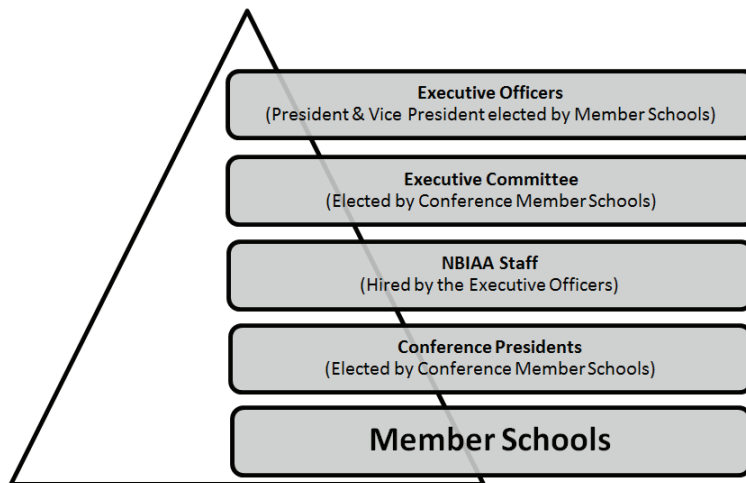 Executive Officers
(President & Vice President elected by Member Schools)
Executive Committee
(Elected by Conference Member Schools)
NBIAA Staff
(Hired by the Executive Officers)
Conference Presidents
(Elected by Conference Member Schools)
Member Schools